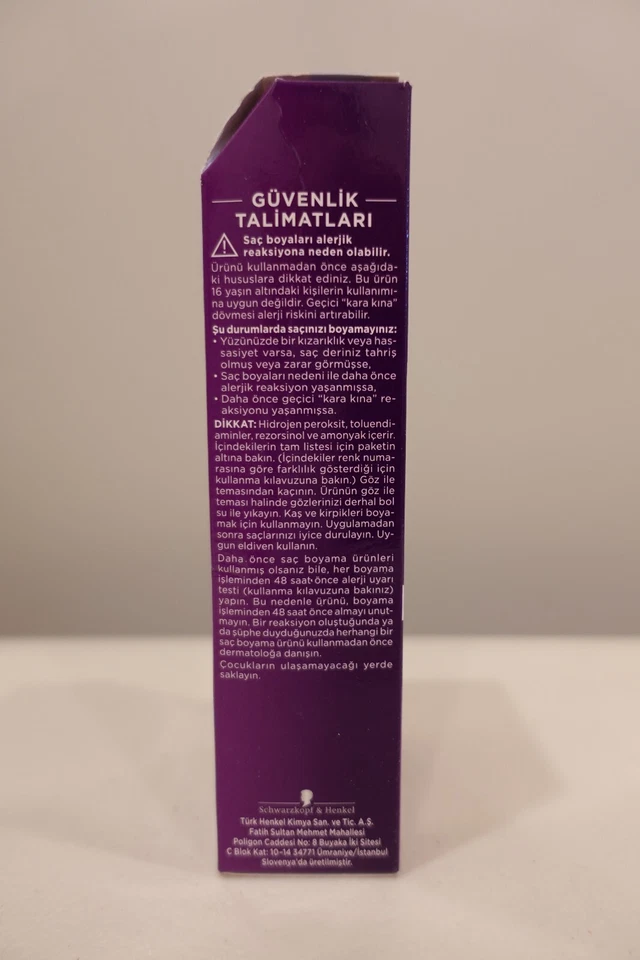 GÜVENLİK
TALİMATLARI
Saç boyaları alerjik
reaksiyona neden olabilir.
Ürünü kullanmadan önce aşağıda-
ki hususlara dikkat ediniz. Bu ürün
16 yaşın altındaki kişilerin kullanımı-
na uygun değildir. Geçici "kara kına"
dövmesi alerji riskini artırabilir.
Şu durumlarda saçınızı boyamayınız:
• Yüzünüzde bir kızarıklık veya has-
sasiyet varsa, saç deriniz tahriş
olmuş veya zarar görmüşse,
• Saç boyaları nedeni ile daha önce
alerjik reaksiyon yaşanmışsa,
• Daha önce geçici "kara kına" re-
aksiyonu yaşanmışsa.
DİKKAT: Hidrojen peroksit, toluendi-
aminler, rezorsinol ve amonyak içerir.
İçindekilerin tam listesi için paketin
altına bakın. (İçindekiler renk numa-
rasına göre farklılık gösterdiği için
kullanma kılavuzuna bakın.) Göz ile
temasından kaçının. Ürünün göz ile
teması halinde gözlerinizi derhal bol
su ile yıkayın. Kaş ve kirpikleri boya-
mak için kullanmayın. Uygulamadan
sonra saçlarınızı iyice durulayın. Uy-
gun eldiven kullanın.
Daha önce saç boyama ürünleri
kullanmış olsanız bile, her boyama
işleminden 48 saat önce alerji uyarı
testi (kullanma kılavuzuna bakınız)
yapın. Bu nedenle ürünü, boyama
işleminden 48 saat önce almayı unut-
mayın. Bir reaksiyon oluştuğunda ya
da şüphe duyduğunuzda herhangi bir
saç boyama ürünü kullanmadan önce
dermatoloğa danışın.
Çocukların ulaşamayacağı yerde
saklayın.
Schwarzkopf & Henkel
Türk Henkel Kimya San. ve Tic. A.Ş.
Fatih Sultan Mehmet Mahallesi
Poligon Caddesi No: 8 Buyaka İki Sitesi
C Blok Kat: 10-14 34771 Ümraniye/İstanbul
Slovenya'da üretilmiştir.